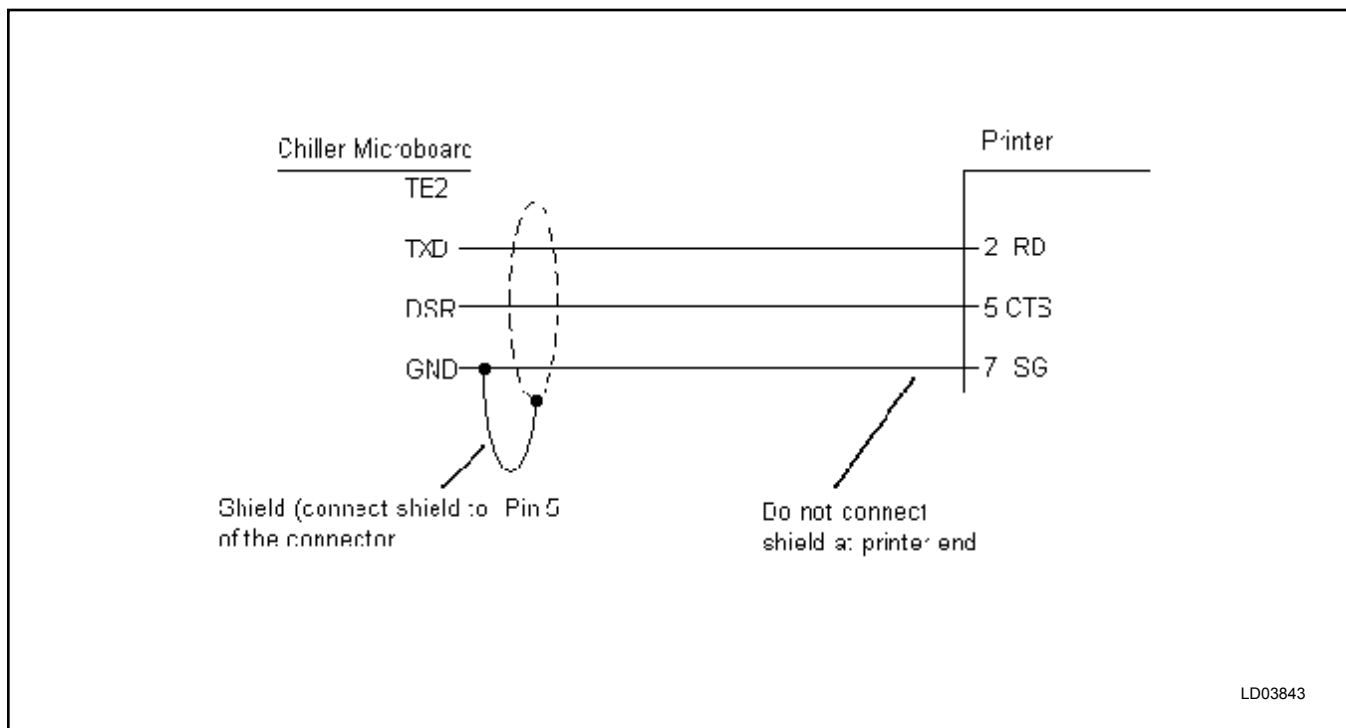 Chiller Microboard
Printer
TE2
TXD
2 RD
DSR
5 CTS
GND
7 SG
Shield (connect shield to Pin 5
of the connector
Do not connect
shield at printer end
LD03843